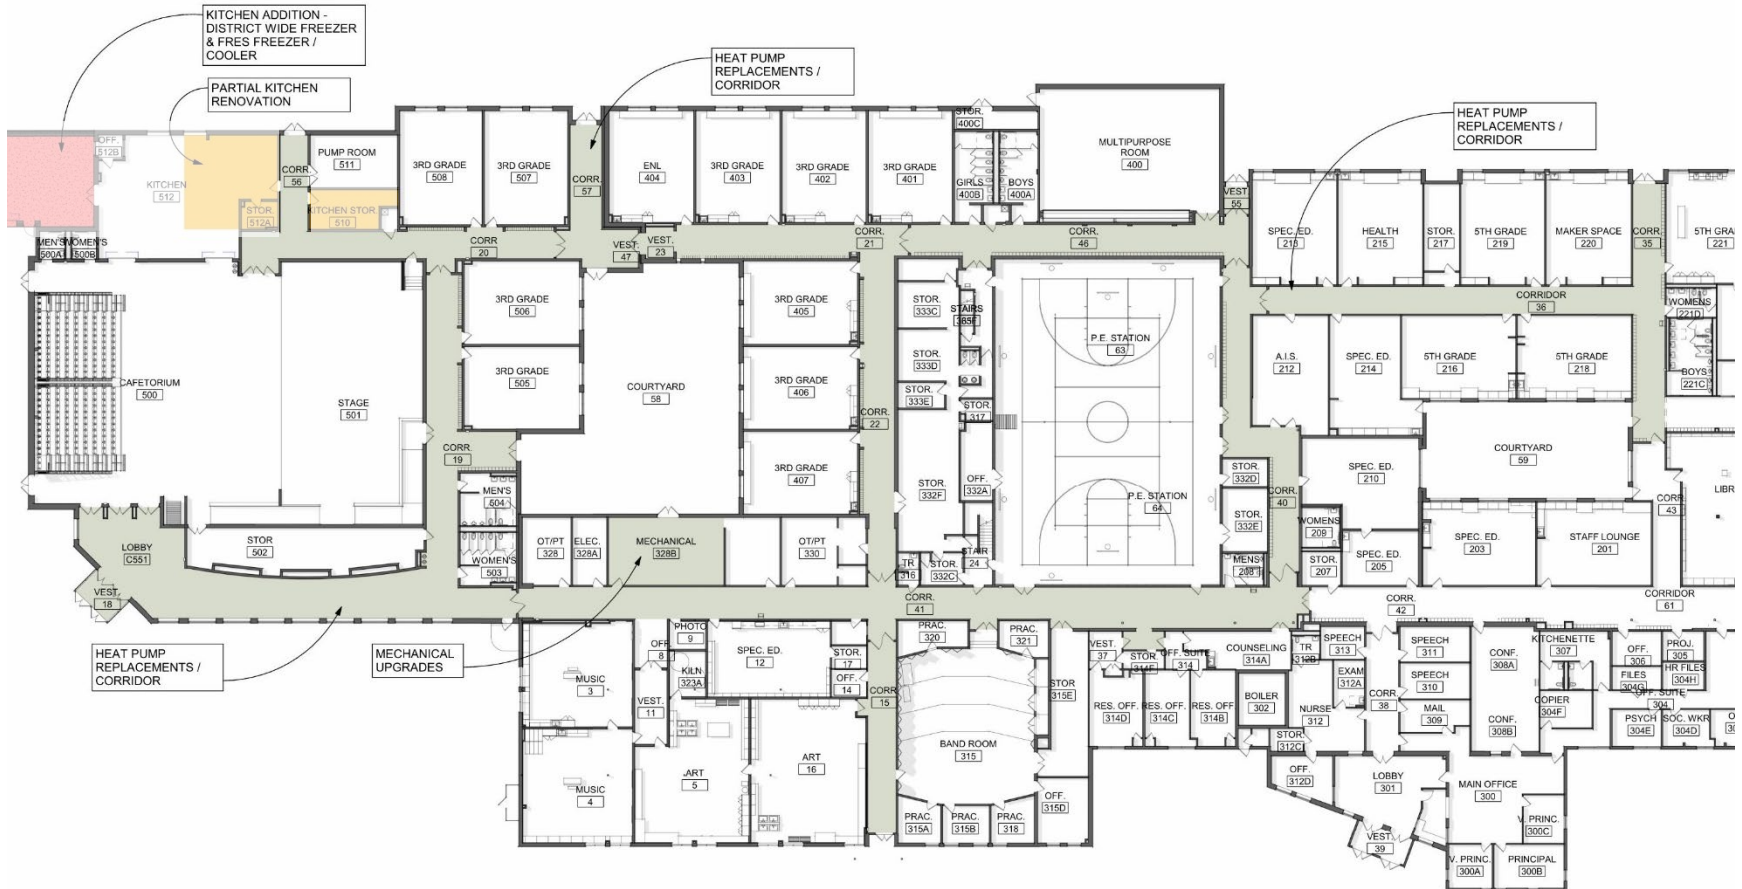 KITCHEN ADDITION -
DISTRICT WIDE FREEZER
& FRES FREEZER /
COOLER
PARTIAL KITCHEN
RENOVATION
HEAT PUMP
REPLACEMENTS /
CORRIDOR
HEAT PUMP
REPLACEMENTS /
CORRIDOR
OFF.
512B
KITCHEN
512
STOR.
512A
CORR.
56
PUMP ROOM
511
KITCHEN STOR.
510
3RD GRADE
508
3RD GRADE
507
CORR.
57
ENL
404
3RD GRADE
403
3RD GRADE
402
3RD GRADE
401
STOR.
400C
GIRLS
400B
BOYS
400A
MULTIPURPOSE
ROOM
400
VEST
55
SPEC. ED.
213
HEALTH
215
STOR.
217
5TH GRADE
219
MAKER SPACE
220
CORR.
35
5TH GRA
221
MEN'S
500A
WOMEN'S
500B
CORR
20
VEST.
47
VEST.
23
CORR.
21
CORR.
46
CORRIDOR
36
WOMENS
221D
BOYS
221C
CAFETORIUM
500
STAGE
501
3RD GRADE
506
3RD GRADE
505
COURTYARD
58
3RD GRADE
405
3RD GRADE
406
3RD GRADE
407
CORR.
22
STOR.
333C
STOR.
333D
STOR.
333E
STAIRS
STOR.
317
STOR.
332F
OFF.
332A
P.E. STATION
63
P.E. STATION
64
STOR.
332D
STOR.
332E
MENS
208
CORR.
40
A.I.S.
212
SPEC. ED.
214
5TH GRADE
216
5TH GRADE
218
COURTYARD
59
SPEC. ED.
210
WOMENS
209
STOR.
207
SPEC. ED.
205
SPEC. ED.
203
STAFF LOUNGE
201
CORR.
43
LIBR
CORR.
19
MEN'S
504
WOMEN'S
503
LOBBY
C551
STOR
502
VEST.
18
OT/PT
328
ELEC.
328A
MECHANICAL
328B
OT/PT
330
TR
316
STOR.
332C
STAIR
24
CORR.
41
CORR.
42
CORRIDOR
61
HEAT PUMP
REPLACEMENTS /
CORRIDOR
MECHANICAL
UPGRADES
MUSIC
3
MUSIC
4
OFF.
8
PHOTO
9
KILN
323A
VEST.
11
SPEC. ED.
12
STOR.
17
OFF.
14
ART
5
ART
16
CORR.
15
PRAC.
320
PRAC.
321
BAND ROOM
315
STOR
315E
PRAC.
315A
PRAC.
315B
PRAC.
318
OFF.
315D
VEST.
37
STOR.
314F
OFF. SUITE
314
COUNSELING
314A
RES. OFF.
314D
RES. OFF.
314C
RES. OFF.
314B
BOILER
302
TR
312B
SPEECH
313
EXAM
312A
NURSE
312
STOR.
312C
OFF.
312D
CORR.
38
SPEECH
311
SPEECH
310
MAIL
309
CONF.
308A
CONF.
308B
KITCHENETTE
307
COPIER
304F
OFF.
306
PROJ.
305
FILES
304G
HR FILES
304H
OFF. SUITE
304
PSYCH
304E
SOC. WKR
304D
LOBBY
301
VEST.
39
MAIN OFFICE
300
V. PRINC.
300C
V. PRINC.
300A
PRINCIPAL
300B